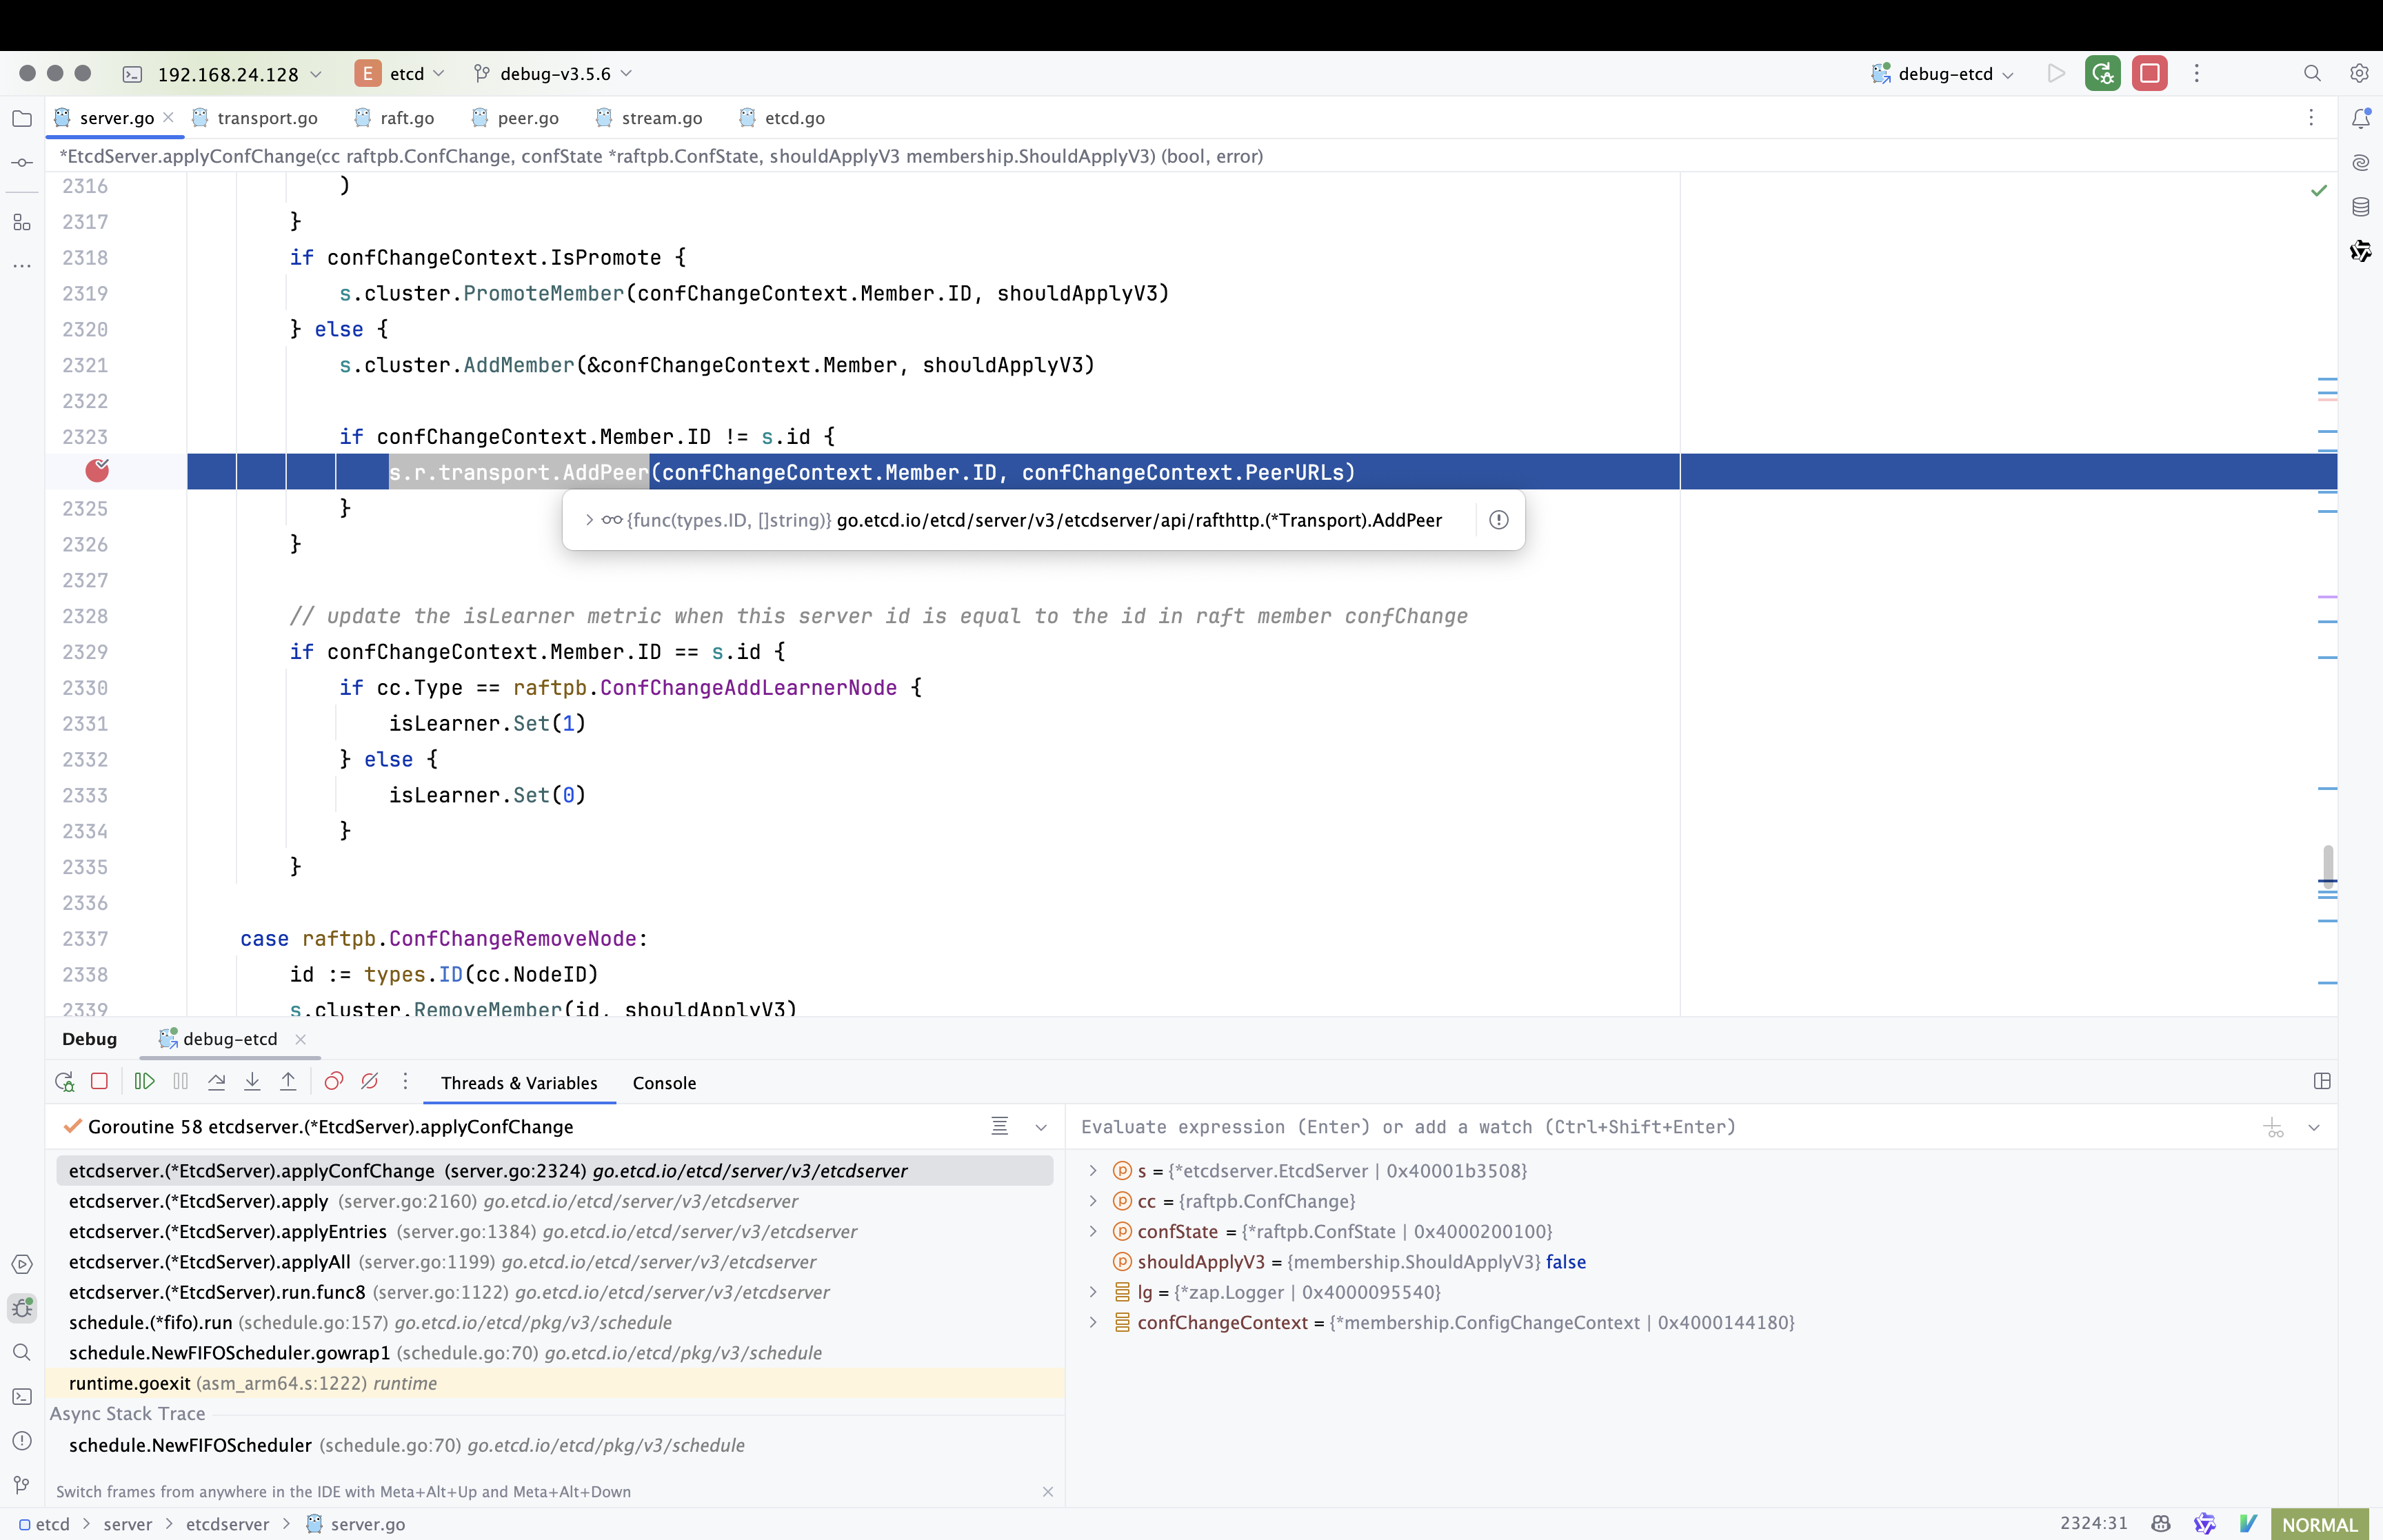 192.168.24.128 E etcd debug-v3.5.6 debug-etcd
server.go transport.go raft.go peer.go stream.go etcd.go
*EtcdServer.applyConfChange(cc raftpb.ConfChange, confState *raftpb.ConfState, shouldApplyV3 membership.ShouldApplyV3) (bool, error)
2316 )
2317 }
2318 if confChangeContext.IsPromote {
2319 s.cluster.PromoteMember(confChangeContext.Member.ID, shouldApplyV3)
2320 } else {
2321 s.cluster.AddMember(&confChangeContext.Member, shouldApplyV3)
2322
2323 if confChangeContext.Member.ID != s.id {
s.r.transport.AddPeer(confChangeContext.Member.ID, confChangeContext.PeerURLs)
2325 }
{func(types.ID, []string)} go.etcd.io/etcd/server/v3/etcdserver/api/rafthttp.(*Transport).AddPeer
2326 }
2327
2328 // update the isLearner metric when this server id is equal to the id in raft member confChange
2329 if confChangeContext.Member.ID == s.id {
2330 if cc.Type == raftpb.ConfChangeAddLearnerNode {
2331 isLearner.Set(1)
2332 } else {
2333 isLearner.Set(0)
2334 }
2335 }
2336
2337 case raftpb.ConfChangeRemoveNode:
2338 id := types.ID(cc.NodeID)
2339 s.cluster.RemoveMember(id, shouldApplyV3)
Debug debug-etcd
Threads & Variables Console
Goroutine 58 etcdserver.(*EtcdServer).applyConfChange
etcdserver.(*EtcdServer).applyConfChange (server.go:2324) go.etcd.io/etcd/server/v3/etcdserver
etcdserver.(*EtcdServer).apply (server.go:2160) go.etcd.io/etcd/server/v3/etcdserver
etcdserver.(*EtcdServer).applyEntries (server.go:1384) go.etcd.io/etcd/server/v3/etcdserver
etcdserver.(*EtcdServer).applyAll (server.go:1199) go.etcd.io/etcd/server/v3/etcdserver
etcdserver.(*EtcdServer).run.func8 (server.go:1122) go.etcd.io/etcd/server/v3/etcdserver
schedule.(*fifo).run (schedule.go:157) go.etcd.io/etcd/pkg/v3/schedule
schedule.NewFIFOScheduler.gowrap1 (schedule.go:70) go.etcd.io/etcd/pkg/v3/schedule
runtime.goexit (asm_arm64.s:1222) runtime
Async Stack Trace
schedule.NewFIFOScheduler (schedule.go:70) go.etcd.io/etcd/pkg/v3/schedule
Switch frames from anywhere in the IDE with Meta+Alt+Up and Meta+Alt+Down
Evaluate expression (Enter) or add a watch (Ctrl+Shift+Enter)
s = {*etcdserver.EtcdServer | 0x40001b3508}
cc = {raftpb.ConfChange}
confState = {*raftpb.ConfState | 0x4000200100}
shouldApplyV3 = {membership.ShouldApplyV3} false
lg = {*zap.Logger | 0x4000095540}
confChangeContext = {*membership.ConfigChangeContext | 0x4000144180}
etcd > server > etcdserver > server.go 2324:31 NORMAL